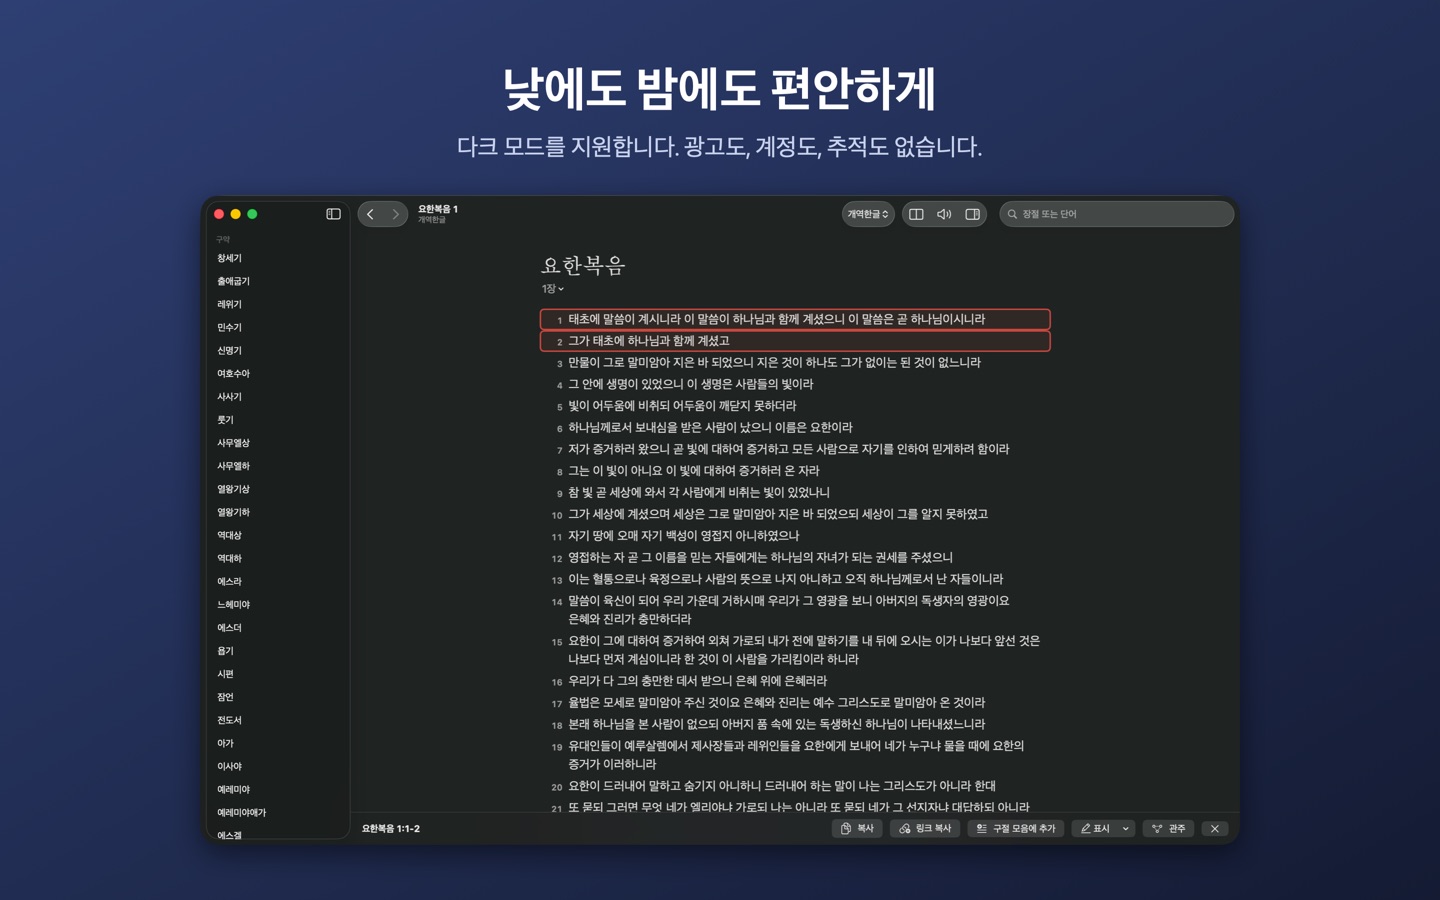 낮에도 밤에도 편안하게
다크 모드를 지원합니다. 광고도, 계정도, 추적도 없습니다.
요한복음 1
개역한글
개역한글
장절 또는 단어
구약
창세기
출애굽기
레위기
민수기
신명기
여호수아
사사기
룻기
사무엘상
사무엘하
열왕기상
열왕기하
역대상
역대하
에스라
느헤미야
에스더
욥기
시편
잠언
전도서
아가
이사야
예레미야
예레미야애가
에스겔
요한복음
1장
1 태초에 말씀이 계시니라 이 말씀이 하나님과 함께 계셨으니 이 말씀은 곧 하나님이시니라
2 그가 태초에 하나님과 함께 계셨고
3 만물이 그로 말미암아 지은 바 되었으니 지은 것이 하나도 그가 없이는 된 것이 없느니라
4 그 안에 생명이 있었으니 이 생명은 사람들의 빛이라
5 빛이 어두움에 비취되 어두움이 깨닫지 못하더라
6 하나님께로서 보내심을 받은 사람이 났으니 이름은 요한이라
7 저가 증거하러 왔으니 곧 빛에 대하여 증거하고 모든 사람으로 자기를 인하여 믿게하려 함이라
8 그는 이 빛이 아니요 이 빛에 대하여 증거하러 온 자라
9 참 빛 곧 세상에 와서 각 사람에게 비취는 빛이 있었나니
10 그가 세상에 계셨으며 세상은 그로 말미암아 지은 바 되었으되 세상이 그를 알지 못하였고
11 자기 땅에 오매 자기 백성이 영접지 아니하였으나
12 영접하는 자 곧 그 이름을 믿는 자들에게는 하나님의 자녀가 되는 권세를 주셨으니
13 이는 혈통으로나 육정으로나 사람의 뜻으로 나지 아니하고 오직 하나님께로서 난 자들이니라
14 말씀이 육신이 되어 우리 가운데 거하시매 우리가 그 영광을 보니 아버지의 독생자의 영광이요
은혜와 진리가 충만하더라
15 요한이 그에 대하여 증거하여 외쳐 가로되 내가 전에 말하기를 내 뒤에 오시는 이가 나보다 앞선 것은
나보다 먼저 계심이니라 한 것이 이 사람을 가리킴이라 하니라
16 우리가 다 그의 충만한 데서 받으니 은혜 위에 은혜러라
17 율법은 모세로 말미암아 주신 것이요 은혜와 진리는 예수 그리스도로 말미암아 온 것이라
18 본래 하나님을 본 사람이 없으되 아버지 품 속에 있는 독생하신 하나님이 나타내셨느니라
19 유대인들이 예루살렘에서 제사장들과 레위인들을 요한에게 보내어 네가 누구냐 물을 때에 요한의
증거가 이러하니라
20 요한이 드러내어 말하고 숨기지 아니하니 드러내어 하는 말이 나는 그리스도가 아니라 한대
21 또 묻되 그러면 무엇 네가 엘리야냐 가로되 나는 아니라 또 묻되 네가 그 선지자냐 대답하되 아니라
요한복음 1:1-2
복사
링크 복사
구절 모음에 추가
표시
관주